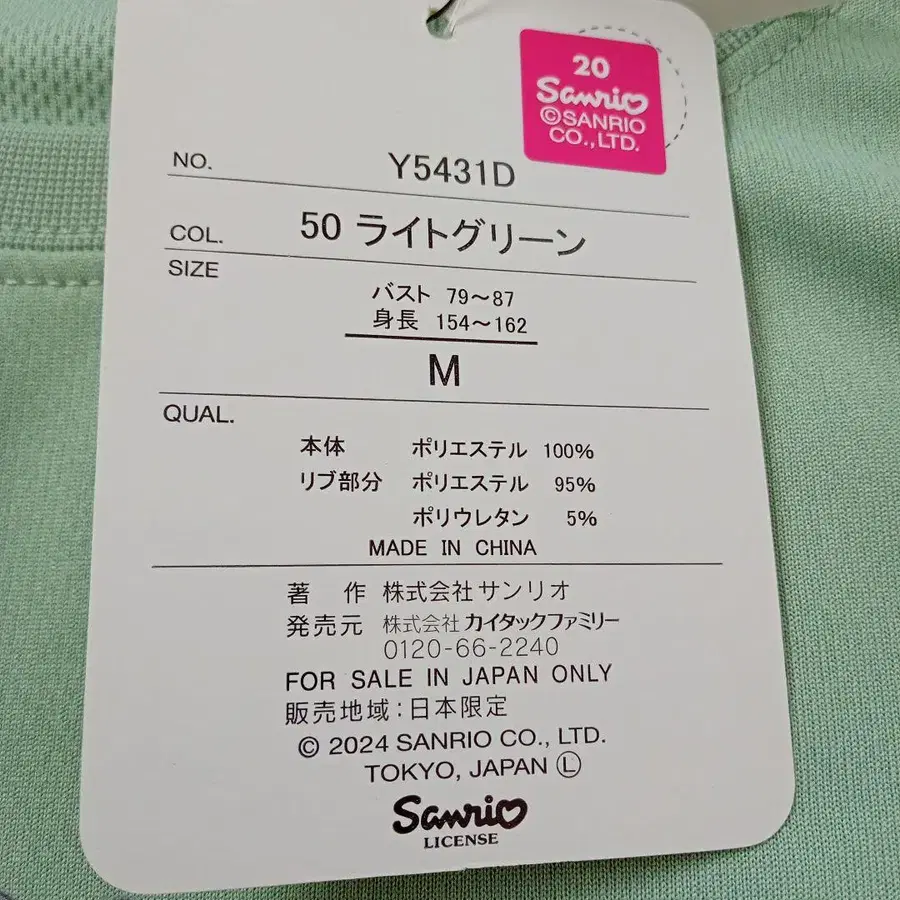 20
Sanrio
©SANRIO
CO.,LTD.
NO. Y5431D
COL. 50 ライトグリーン
SIZE
バスト 79～87
身長 154～162
M
QUAL.
本体 ポリエステル 100%
リブ部分 ポリエステル 95%
ポリウレタン 5%
MADE IN CHINA
著 作 株式会社サンリオ
発売元 株式会社カイタックファミリー
0120-66-2240
FOR SALE IN JAPAN ONLY
販売地域：日本限定
© 2024 SANRIO CO., LTD.
TOKYO, JAPAN Ⓛ
Sanrio
LICENSE